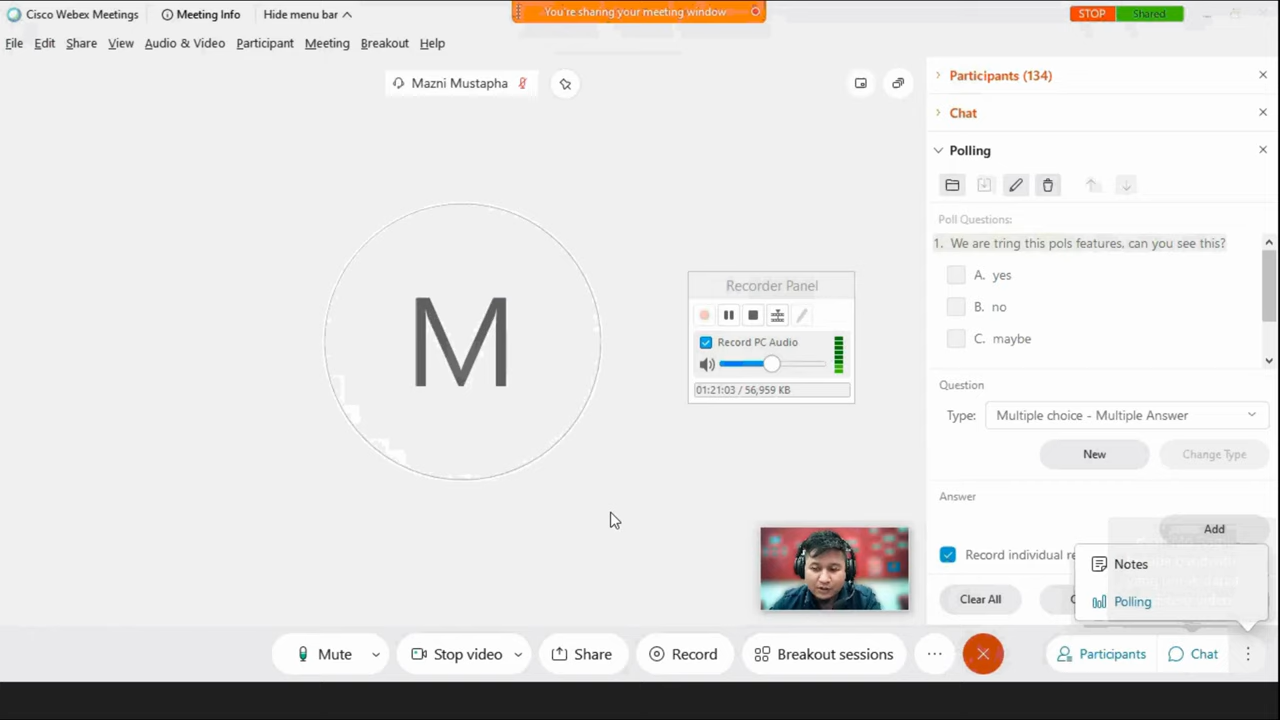 Cisco Webex Meetings
Meeting Info
Hide menu bar
You're sharing your meeting window
STOP
Shared
File
Edit
Share
View
Audio & Video
Participant
Meeting
Breakout
Help
Mazni Mustapha
Participants (134)
Chat
Polling
Poll Questions:
1. We are tring this pols features, can you see this?
A. yes
B. no
C. maybe
M
Recorder Panel
Record PC Audio
01:21:03 / 56,959 KB
Question
Type: Multiple choice - Multiple Answer
New
Change Type
Answer
Add
Record individual re
Notes
Polling
Clear All
Mute
Stop video
Share
Record
Breakout sessions
Participants
Chat